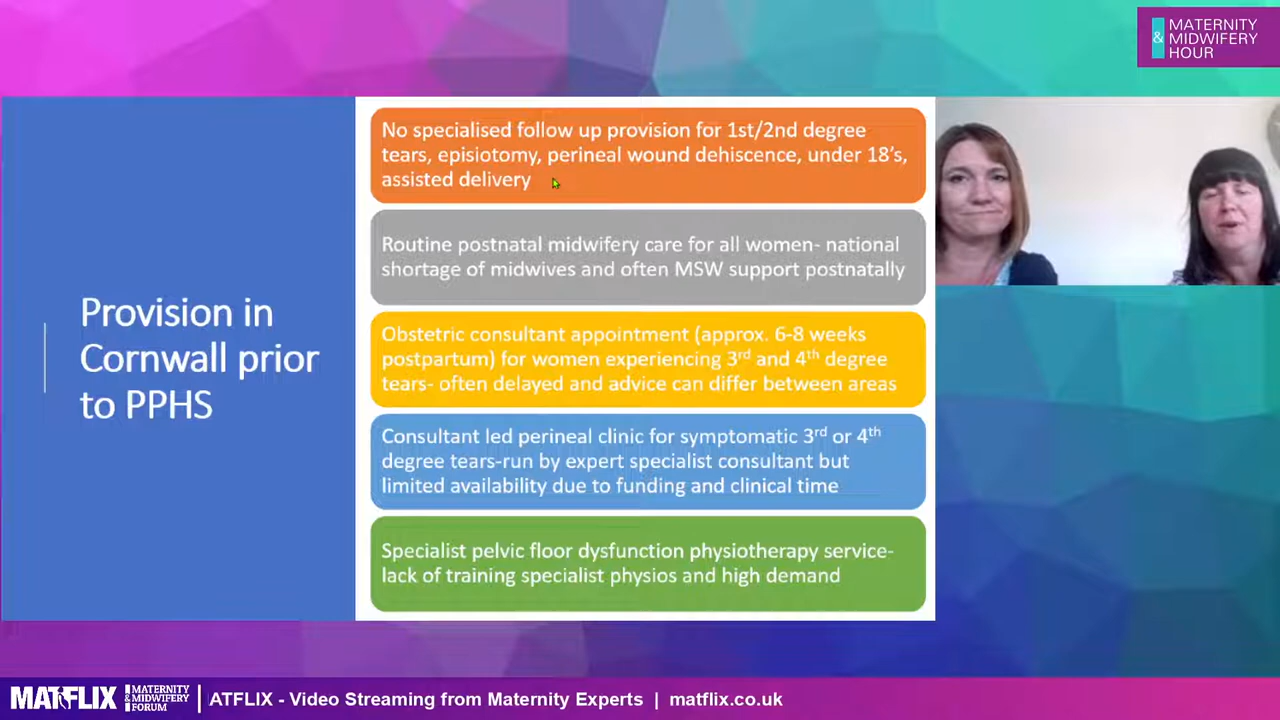 MATERNITY
& MIDWIFERY
HOUR
Provision in
Cornwall prior
to PPHS
No specialised follow up provision for 1st/2nd degree
tears, episiotomy, perineal wound dehiscence, under 18's,
assisted delivery
Routine postnatal midwifery care for all women- national
shortage of midwives and often MSW support postnatally
Obstetric consultant appointment (approx. 6-8 weeks
postpartum) for women experiencing 3rd and 4th degree
tears- often delayed and advice can differ between areas
Consultant led perineal clinic for symptomatic 3rd or 4th
degree tears-run by expert specialist consultant but
limited availability due to funding and clinical time
Specialist pelvic floor dysfunction physiotherapy service-
lack of training specialist physios and high demand
MATFLIX
MATERNITY
& MIDWIFERY
FORUM
ATFLIX - Video Streaming from Maternity Experts | matflix.co.uk